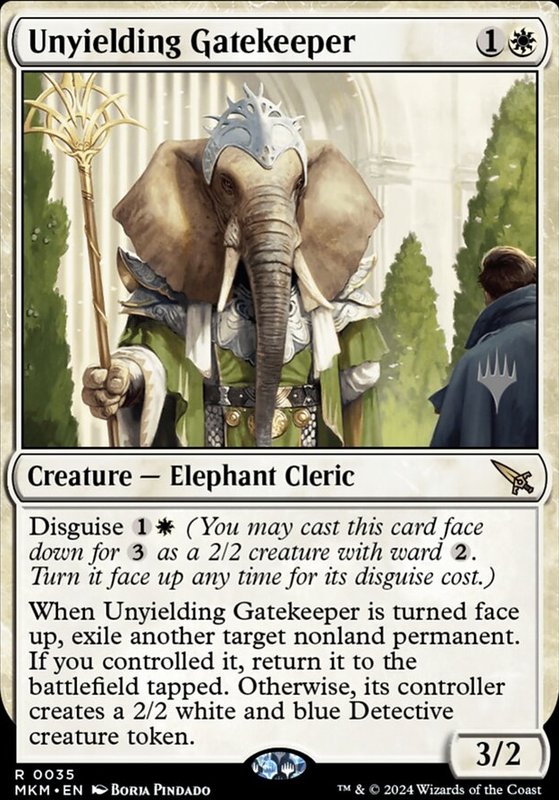 Unyielding Gatekeeper 1
Creature — Elephant Cleric
Disguise 1 (You may cast this card face
down for 3 as a 2/2 creature with ward 2.
Turn it face up any time for its disguise cost.)
When Unyielding Gatekeeper is turned face
up, exile another target nonland permanent.
If you controlled it, return it to the
battlefield tapped. Otherwise, its controller
creates a 2/2 white and blue Detective
creature token.
3/2
R 0035
MKM • EN Borja Pindado
™ & © 2024 Wizards of the Coast